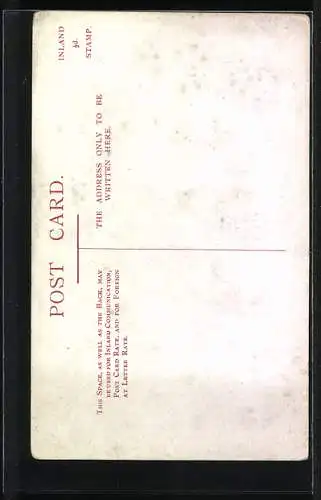 POST CARD.
THIS SPACE, AS WELL AS THE BACK, MAY
BE USED FOR INLAND COMMUNICATION,
POST CARD RATE, AND FOR FOREIGN
AT LETTER RATE
THE ADDRESS ONLY TO BE
WRITTEN HERE.
INLAND
½d.
STAMP.